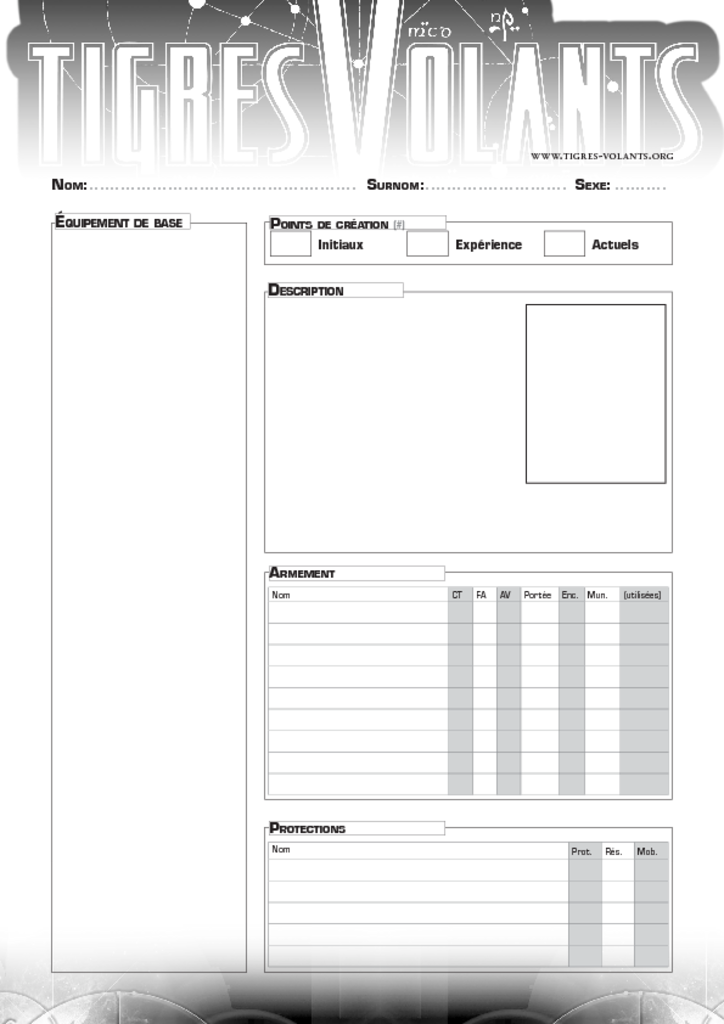 TIGRES VOLANTS
WWW.TIGRES-VOLANTS.ORG
NOM: SURNOM: SEXE:
ÉQUIPEMENT DE BASE
POINTS DE CRÉATION [#]
Initiaux Expérience Actuels
DESCRIPTION
ARMEMENT
Nom CT FA AV Portée Enc. Mun. (utilisées)
PROTECTIONS
Nom Prot. Rés. Mob.